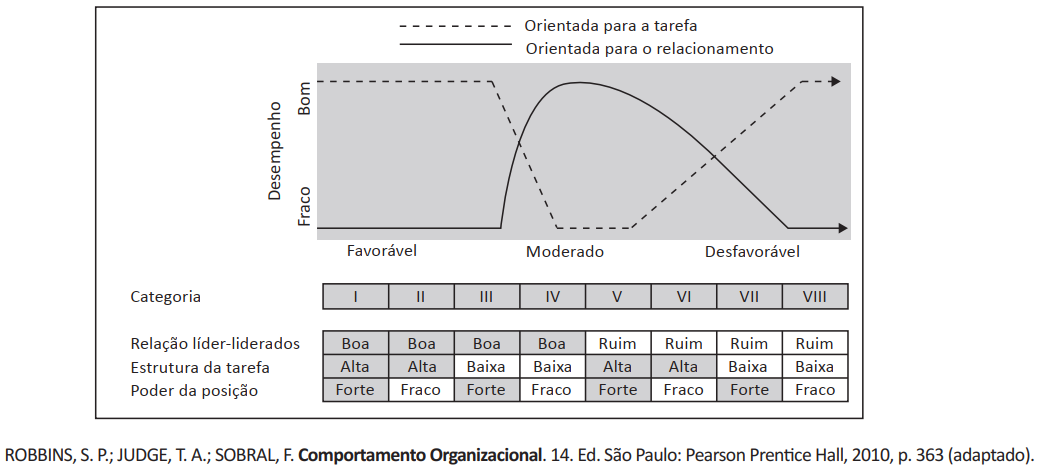 Orientada para a tarefa
Orientada para o relacionamento
Desempenho
Bom
Fraco
Favorável Moderado Desfavorável
Categoria I II III IV V VI VII VIII
Relação líder-liderados Boa Boa Boa Boa Ruim Ruim Ruim Ruim
Estrutura da tarefa Alta Alta Baixa Baixa Alta Alta Baixa Baixa
Poder da posição Forte Fraco Forte Fraco Forte Fraco Forte Fraco
ROBBINS, S. P.; JUDGE, T. A.; SOBRAL, F. Comportamento Organizacional. 14. Ed. São Paulo: Pearson Prentice Hall, 2010, p. 363 (adaptado).